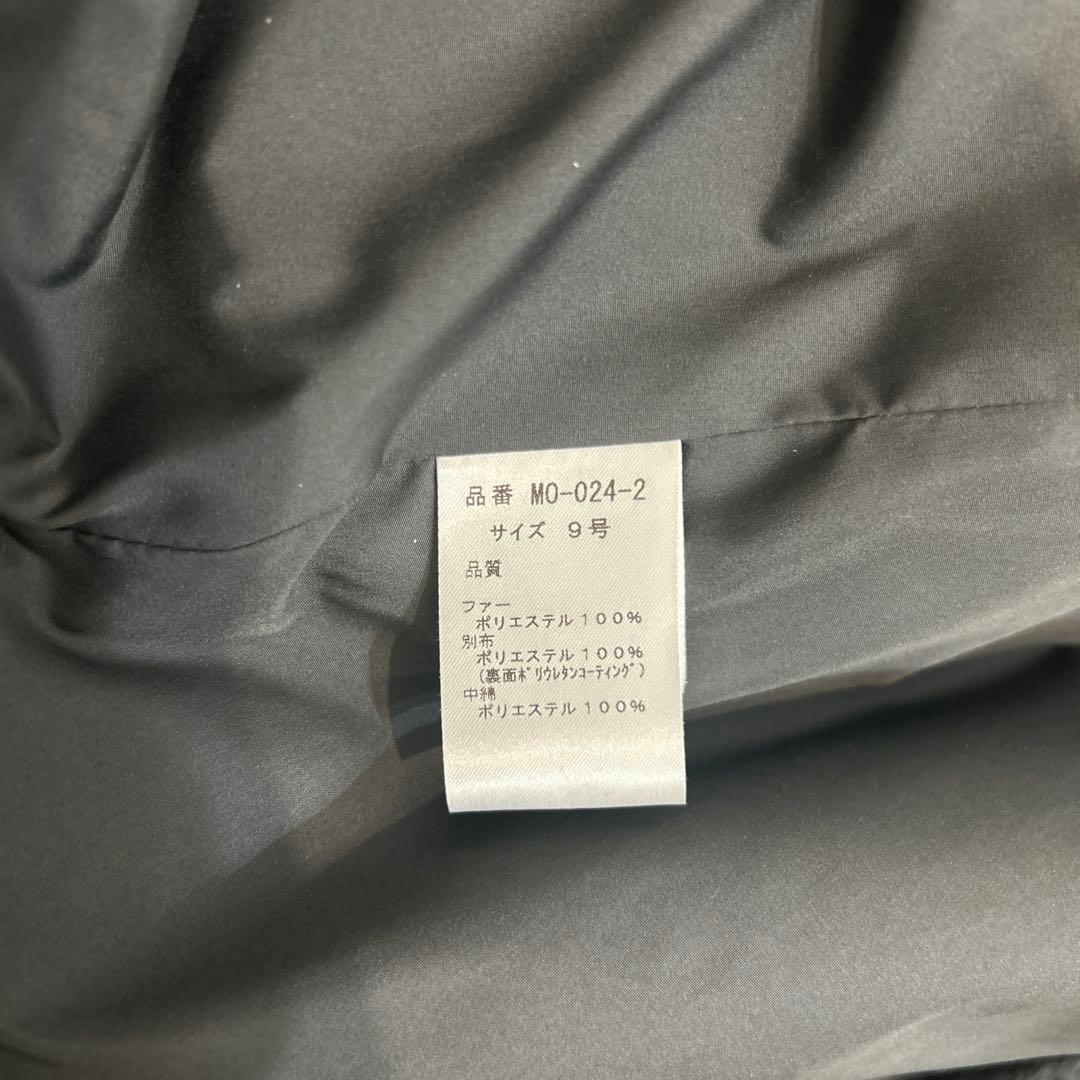 品番 MO-024-2
サイズ 9号
品質
ファー
ポリエステル100%
別布
ポリエステル100%
(裏面ポリウレタンコーティング)
中綿
ポリエステル100%